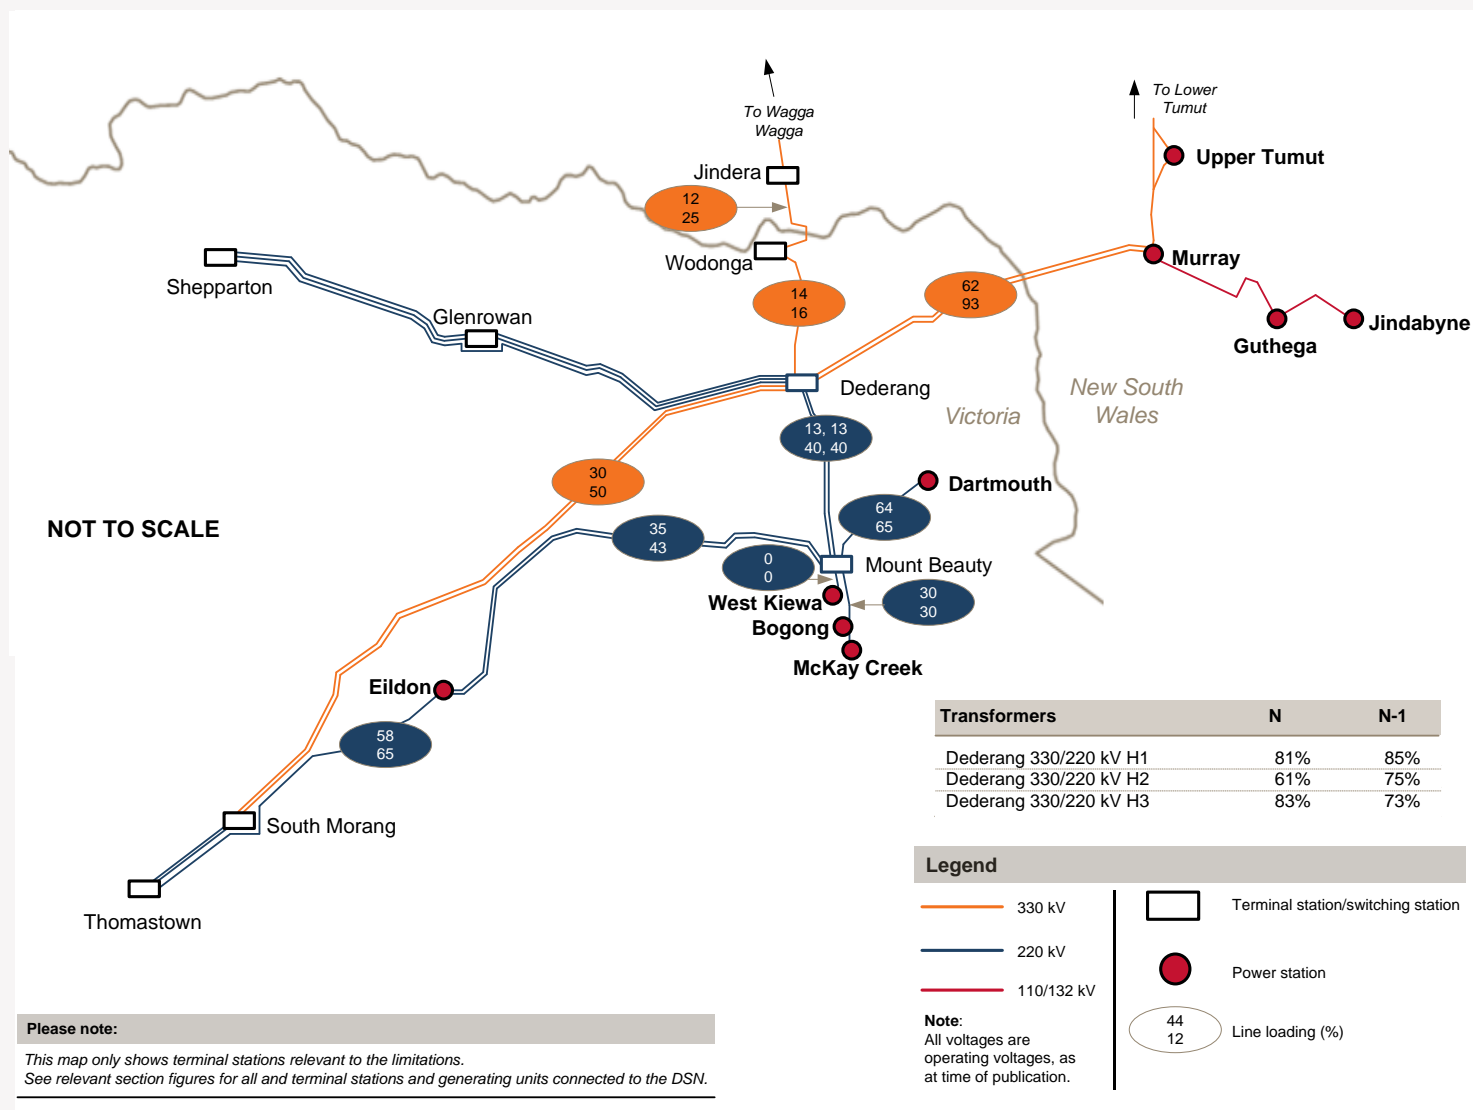 To Wagga
Wagga
To Lower
Tumut
Upper Tumut
Jindera
12
25
Wodonga
Murray
Shepparton
14
16
62
93
Glenrowan
Guthega
Jindabyne
Dederang
New South
Wales
Victoria
13, 13
40, 40
30
50
Dartmouth
64
65
NOT TO SCALE
35
43
0
0
Mount Beauty
West Kiewa
30
30
Bogong
McKay Creek
Eildon
58
65
South Morang
Thomastown
Transformers N N-1
Dederang 330/220 kV H1 81% 85%
Dederang 330/220 kV H2 61% 75%
Dederang 330/220 kV H3 83% 73%
Legend
330 kV
220 kV
110/132 kV
Note:
All voltages are
operating voltages, as
at time of publication.
Terminal station/switching station
Power station
44
12
Line loading (%)
Please note:
This map only shows terminal stations relevant to the limitations.
See relevant section figures for all and terminal stations and generating units connected to the DSN.